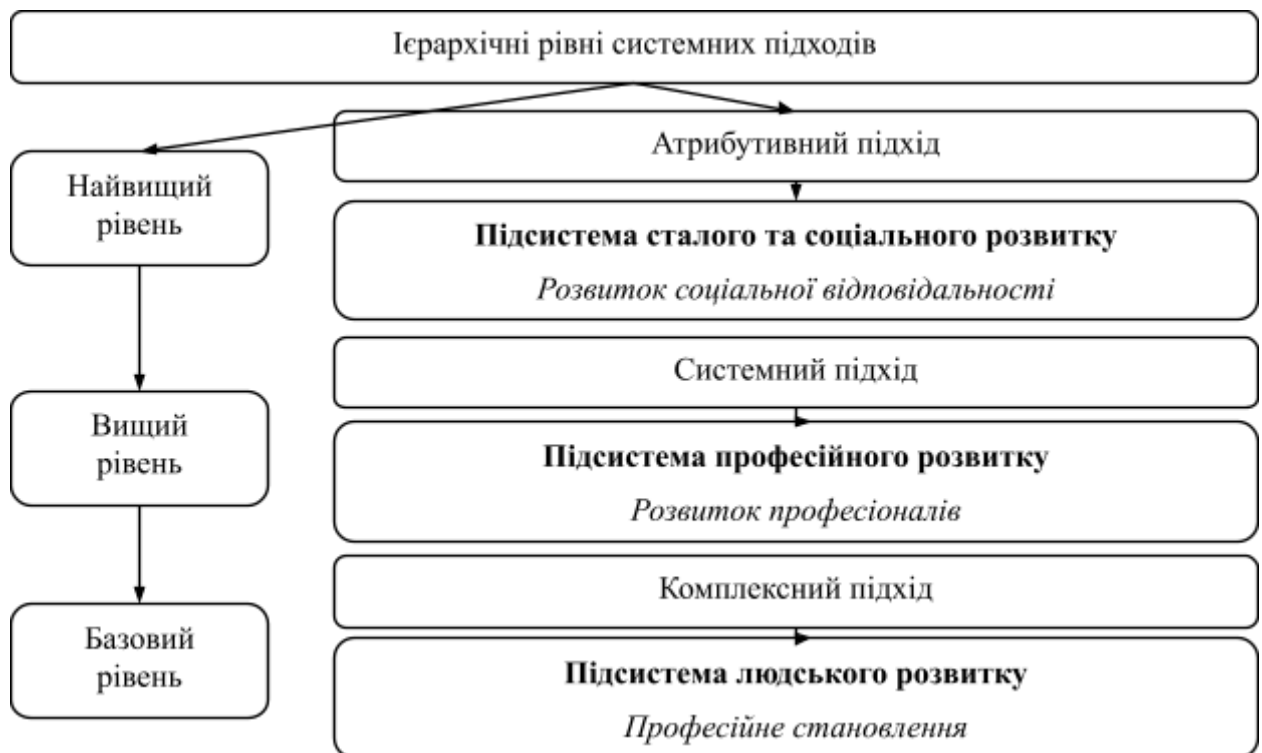 Ієрархічні рівні системних підходів
Найвищий
рівень
Атрибутивний підхід
Підсистема сталого та соціального розвитку
Розвиток соціальної відповідальності
Вищий
рівень
Системний підхід
Підсистема професійного розвитку
Розвиток професіоналів
Базовий
рівень
Комплексний підхід
Підсистема людського розвитку
Професійне становлення